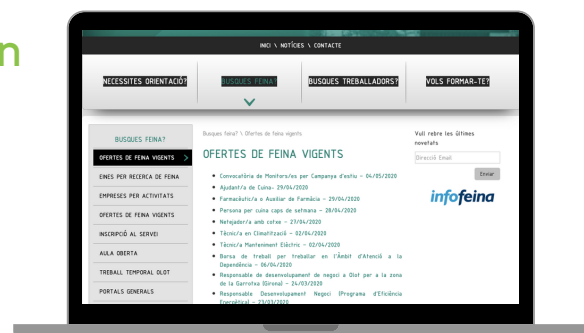 n
INICI \ NOTÍCIES \ CONTACTE
NECESSITES ORIENTACIÓ?
BUSQUES FEINA?
BUSQUES TREBALLADORS?
VOLS FORMAR-TE?
BUSQUES FEINA?
OFERTES DE FEINA VIGENTS
EINES PER RECERCA DE FEINA
EMPRESES PER ACTIVITATS
OFERTES DE FEINA VIGENTS
INSCRIPCIÓ AL SERVEI
AULA OBERTA
TREBALL TEMPORAL OLOT
PORTALS GENERALS
Busques feina? \ Ofertes de feina vigents
OFERTES DE FEINA VIGENTS
Convocatòria de Monitors/es per Campanya d'estiu - 04/05/2020
Ajudant/a de Cuina- 29/04/2020
Farmacèutic/a o Auxiliar de Farmàcia - 29/04/2020
Persona per cuina caps de setmana - 28/04/2020
Netejador/a amb cotxe - 27/04/2020
Tècnic/a en Climatització - 02/04/2020
Tècnic/a Manteniment Elèctric - 02/04/2020
Borsa de treball per treballar en l'Àmbit d'Atenció a la
Dependència - 06/04/2020
Responsable de desenvolupament de negoci a Olot per a la zona
de la Garrotxa (Girona) - 24/03/2020
Responsable Desenvolupament Negoci (Programa d'Eficiència
Energètica) - 23/03/2020
Vull rebre les últimes
novetats
Direcció Email
Enviar
infofeina